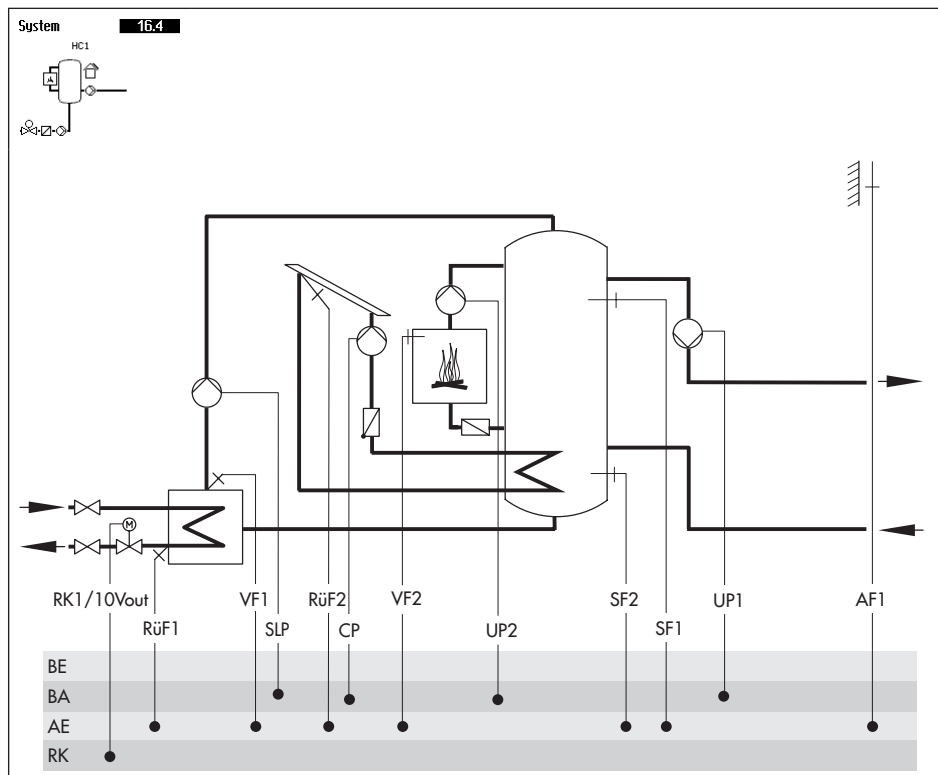 System 16.4
HC1
M
RK1/10Vout VF1 RüF2 VF2 SF2 UP1 AF1
RüF1 SLP CP UP2 SF1
BE
BA
AE
RK